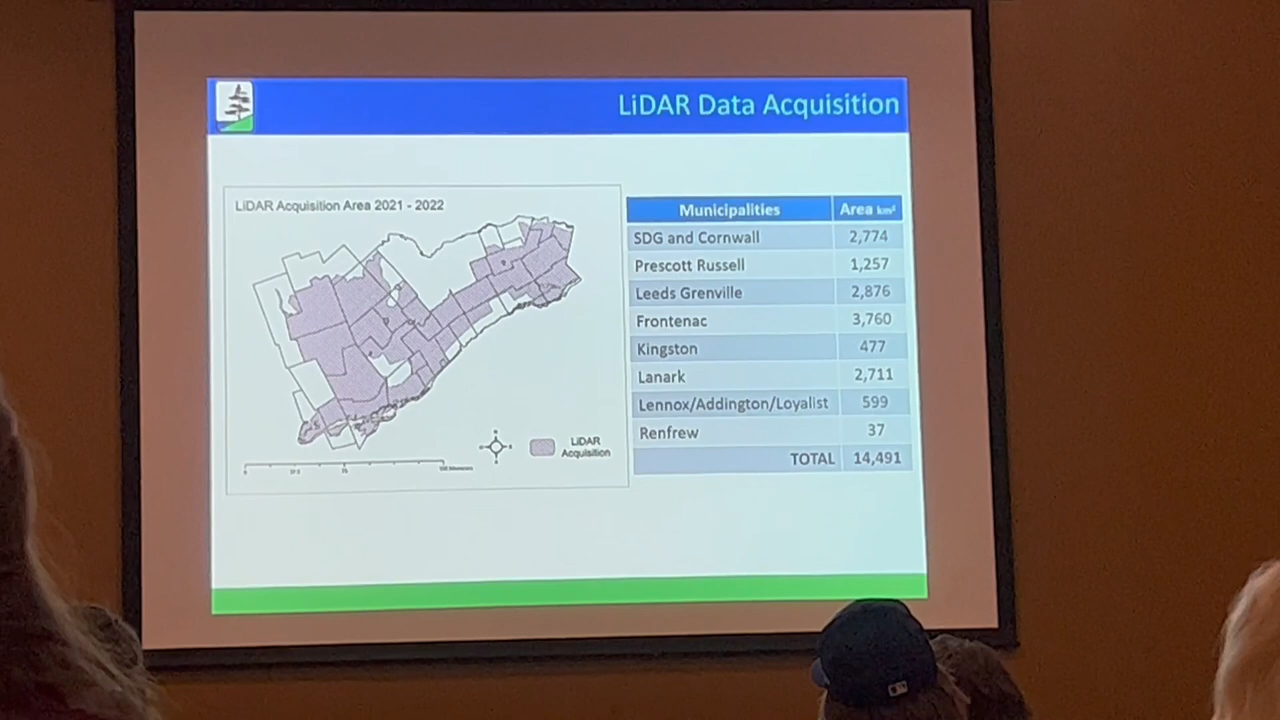 LiDAR Data Acquisition
LiDAR Acquisition Area 2021 - 2022
LiDAR
Acquisition
Municipalities Area km²
SDG and Cornwall 2,774
Prescott Russell 1,257
Leeds Grenville 2,876
Frontenac 3,760
Kingston 477
Lanark 2,711
Lennox/Addington/Loyalist 599
Renfrew 37
TOTAL 14,491